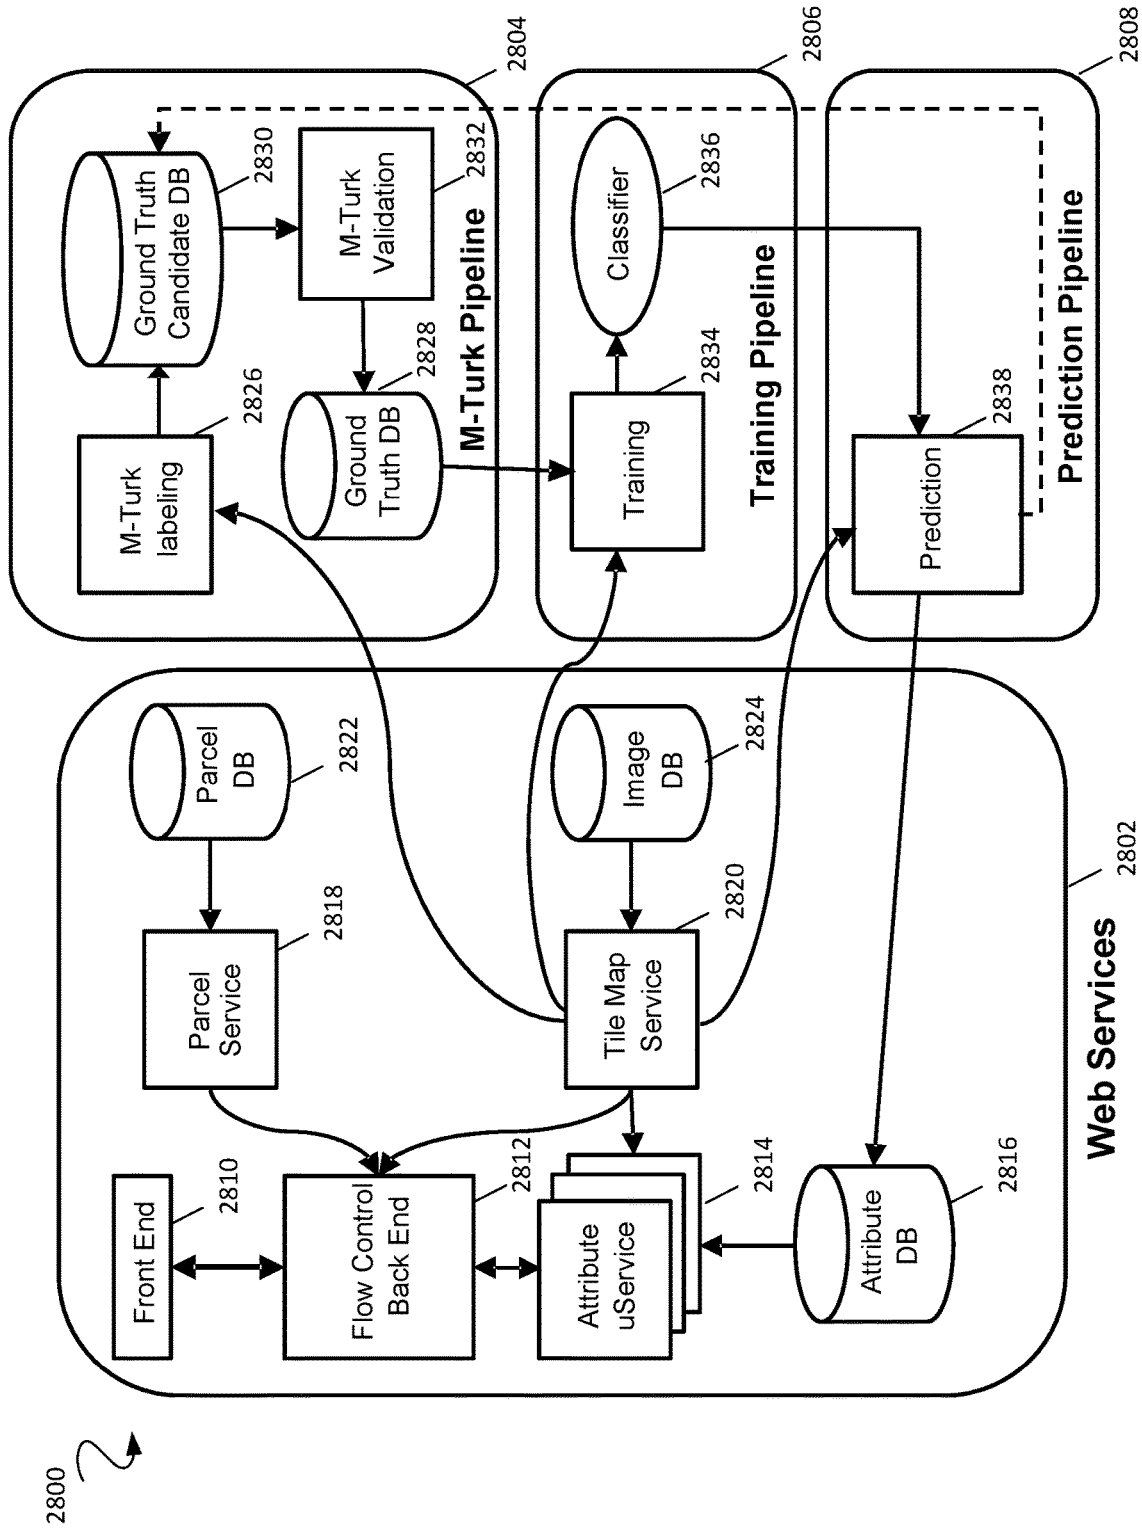 2800
Front End
2810
Flow Control
Back End
2812
Attribute
uService
2814
Attribute
DB
2816
Parcel
Service
2818
Tile Map
Service
2820
Parcel
DB
2822
Image
DB
2824
Web Services
2802
M-Turk
labeling
2826
Ground Truth
Candidate DB
2830
Ground
Truth DB
2828
M-Turk
Validation
2832
M-Turk Pipeline
2804
Training
2834
Classifier
2836
Training Pipeline
2806
Prediction
2838
Prediction Pipeline
2808